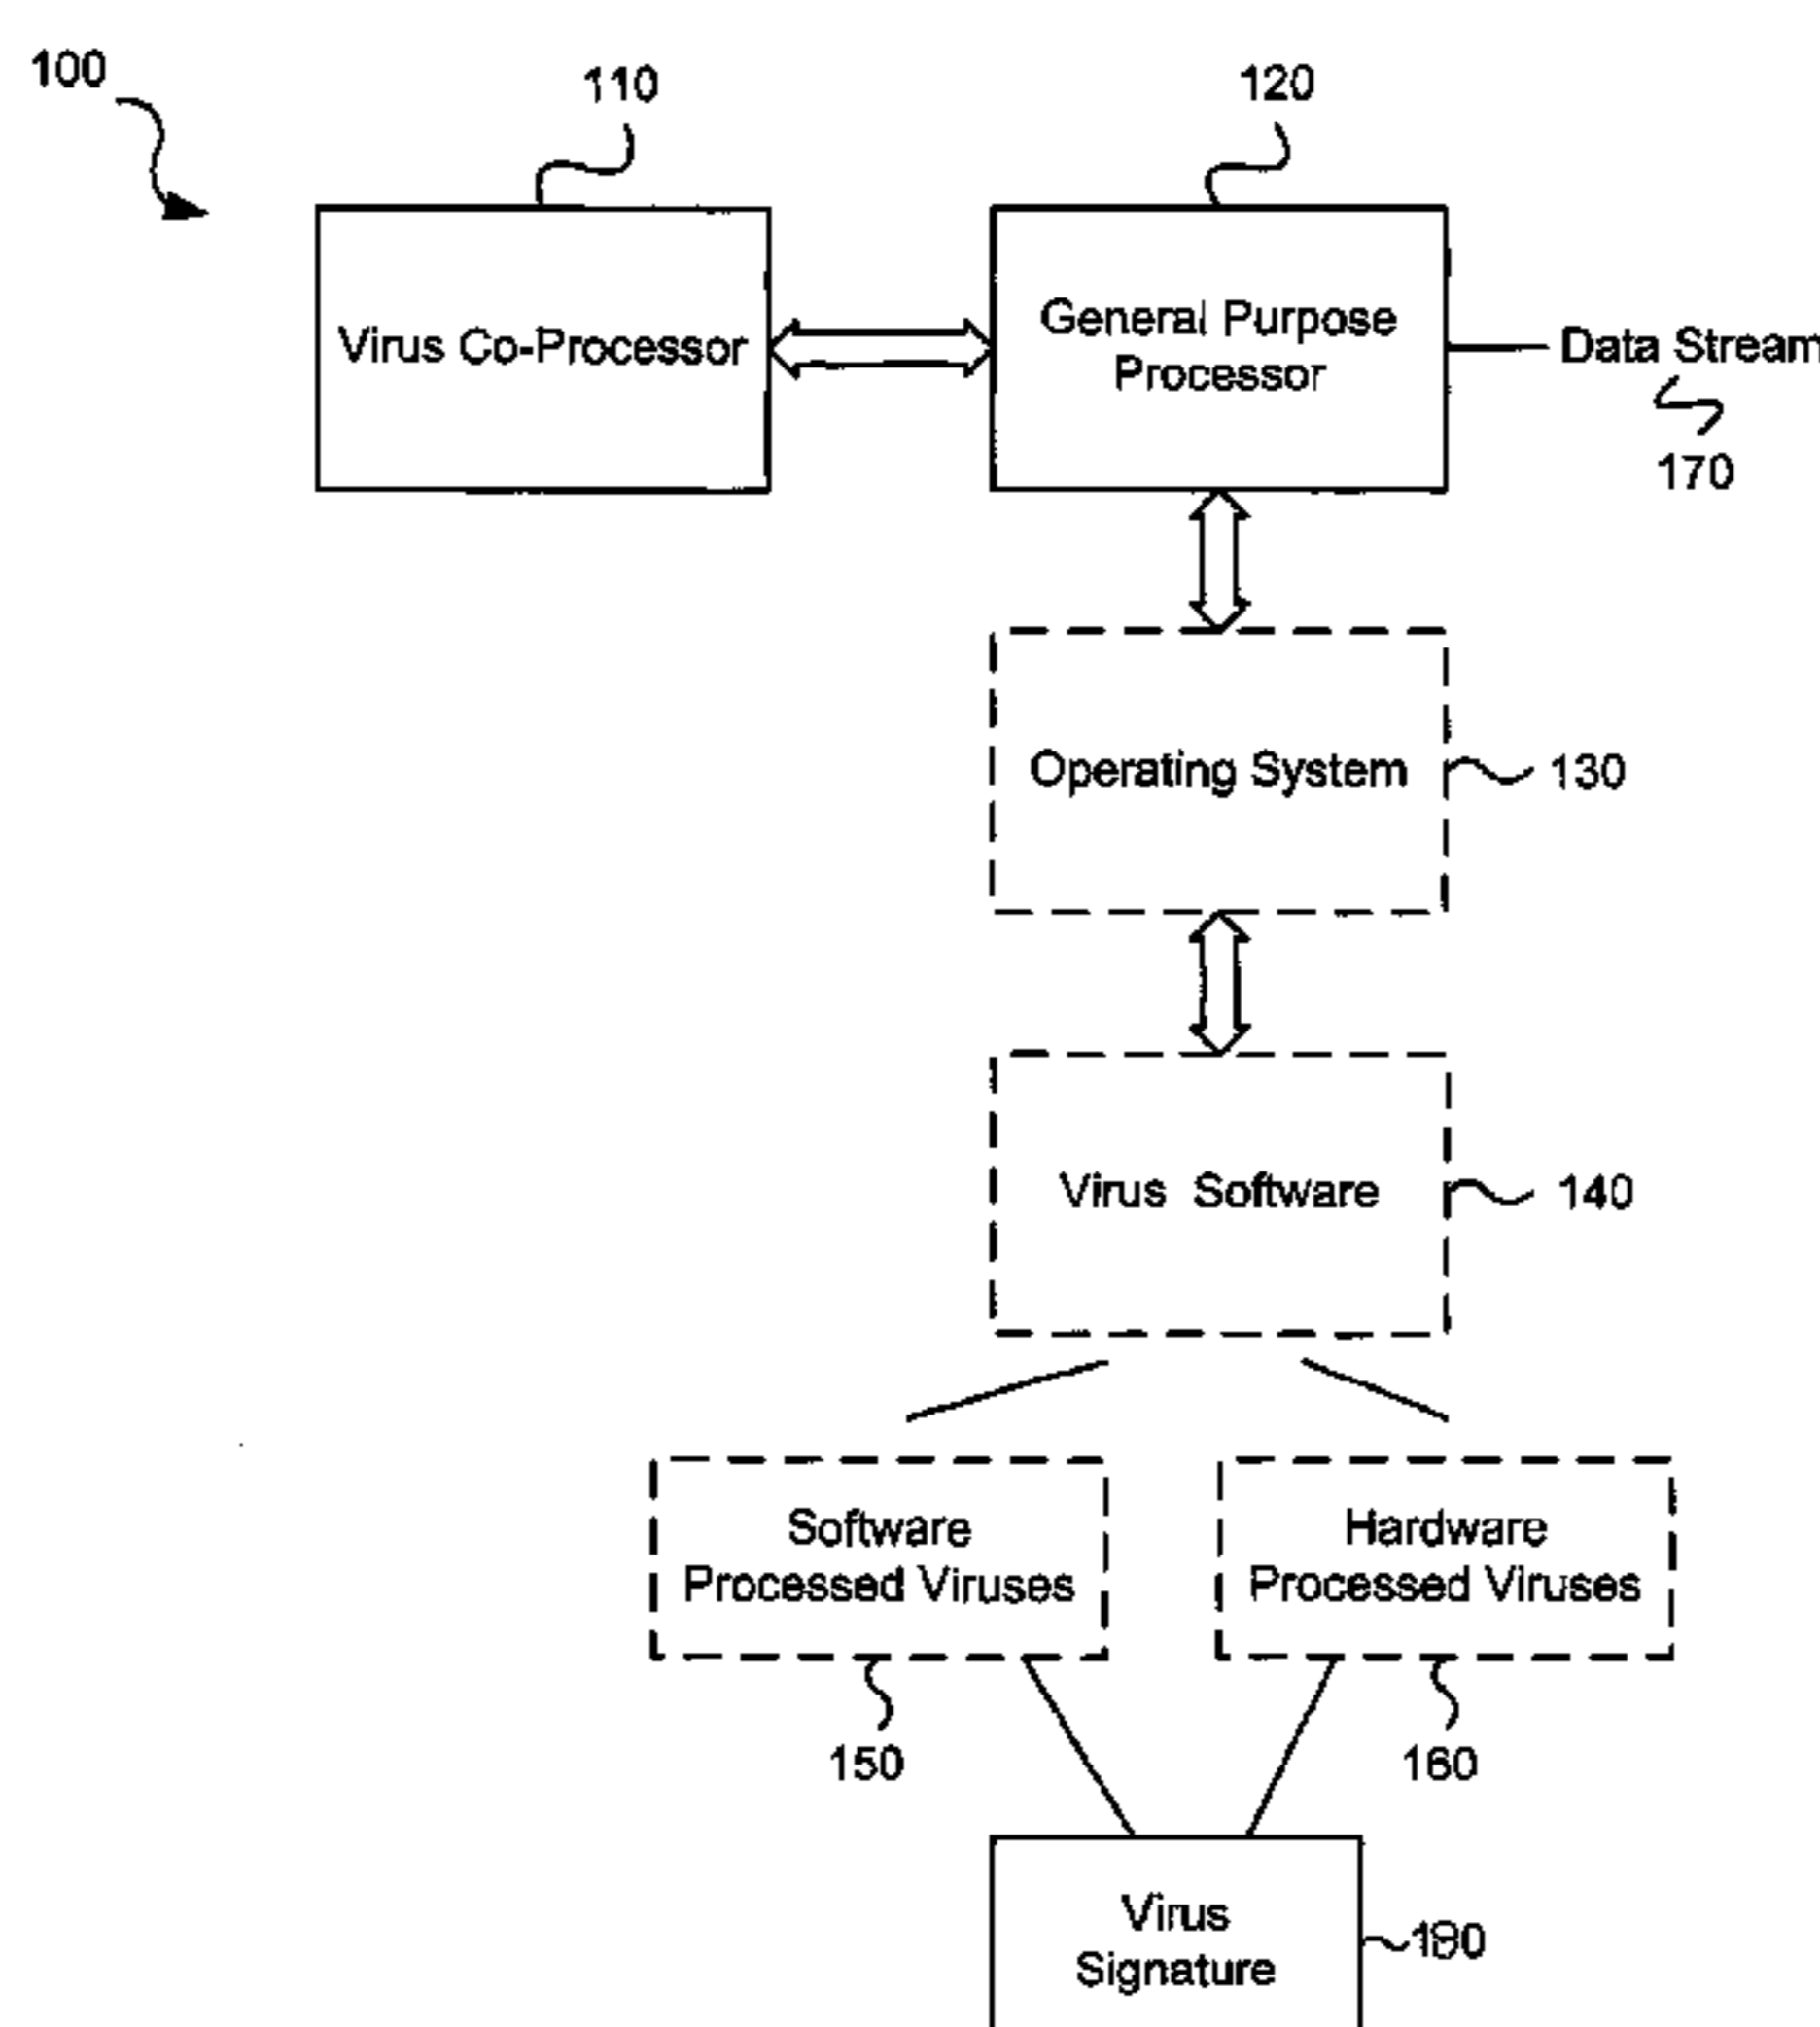 100
110
120
Virus Co-Processor
General Purpose
Processor
Data Stream
170
Operating System
130
Virus Software
140
Software
Processed Viruses
Hardware
Processed Viruses
150
160
Virus
Signature
180